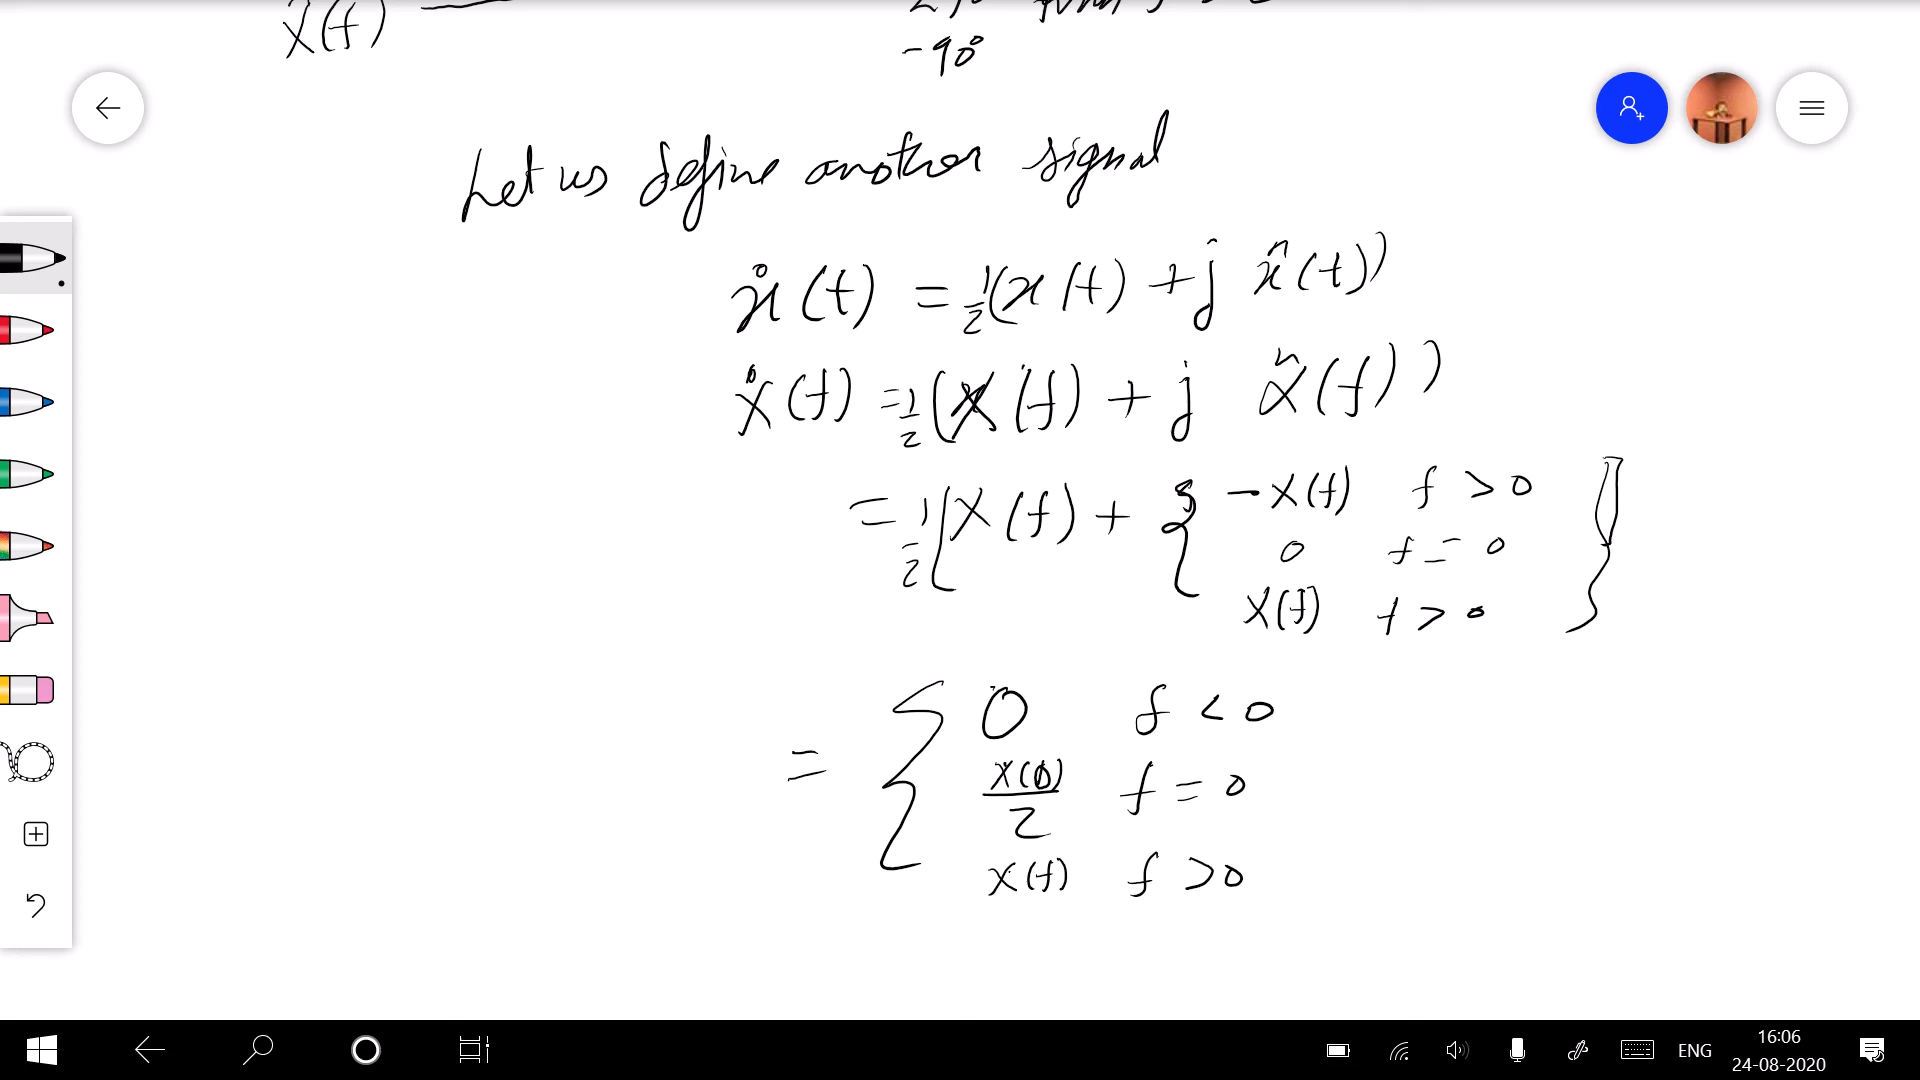 X(f)
-90°
Let us define another signal
x̊(t) = 1/2(x(t) + j x̂(t))
X̊(f) = 1/2(X(f) + j X̂(f))
= 1/2{X(f) + { -X(f) f > 0
0 f = 0
X(f) f > 0 }
= { 0 f < 0
X(0)/2 f = 0
X(f) f > 0
ENG
16:06
24-08-2020